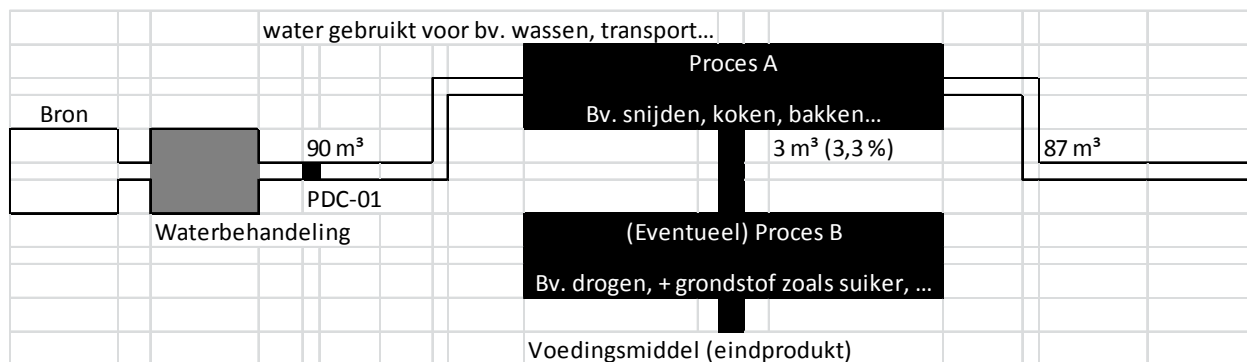 water gebruikt voor bv. wassen, transport…
Proces A
Bron
Bv. snijden, koken, bakken…
90 m³
3 m³ (3,3 %)
87 m³
PDC-01
Waterbehandeling
(Eventueel) Proces B
Bv. drogen, + grondstof zoals suiker, …
Voedingsmiddel (eindprodukt)